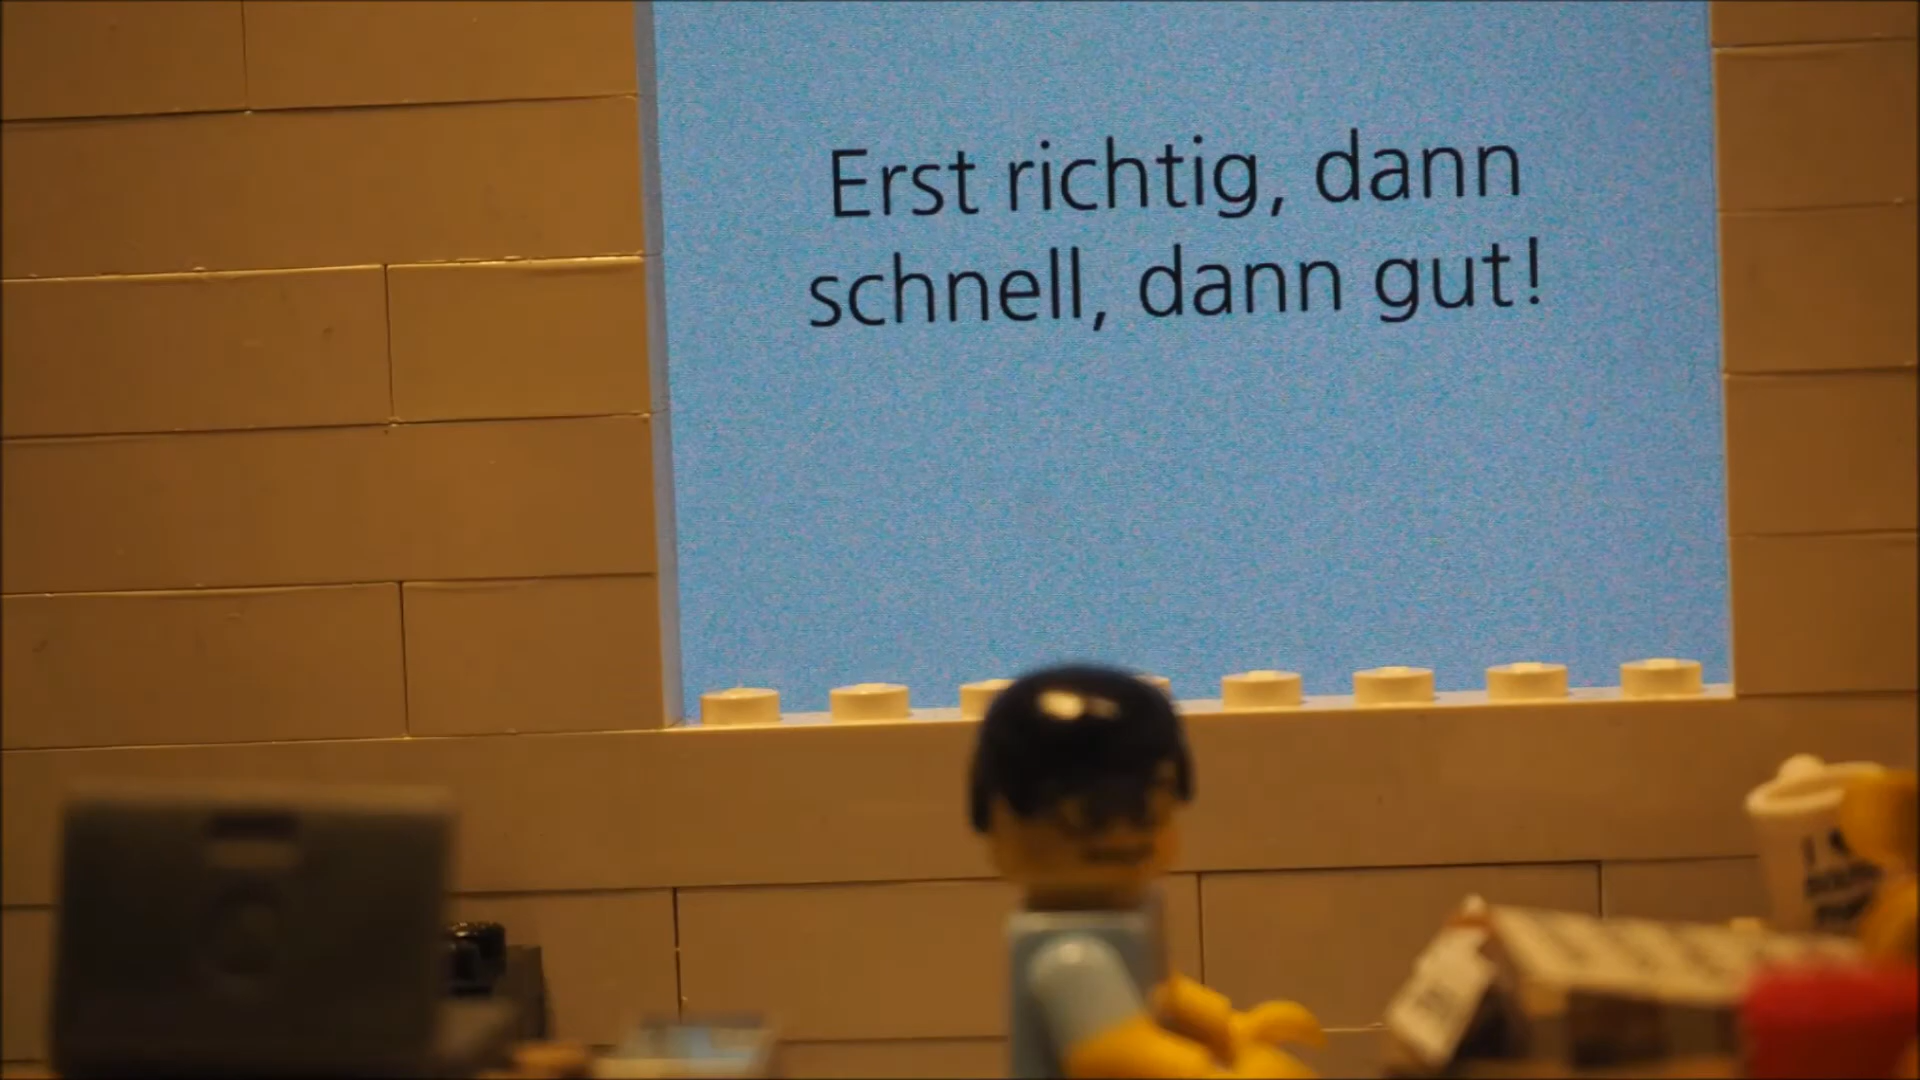 Erst richtig, dann
schnell, dann gut!